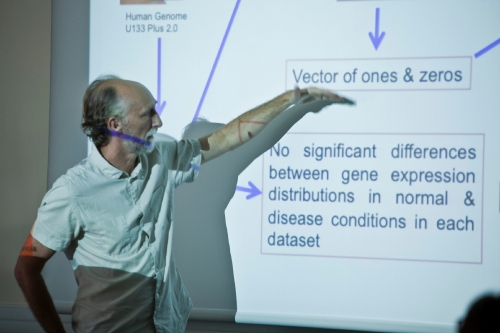 Human Genome
U133 Plus 2.0
Vector of ones & zeros
No significant differences
between gene expression
distributions in normal &
disease conditions in each
dataset